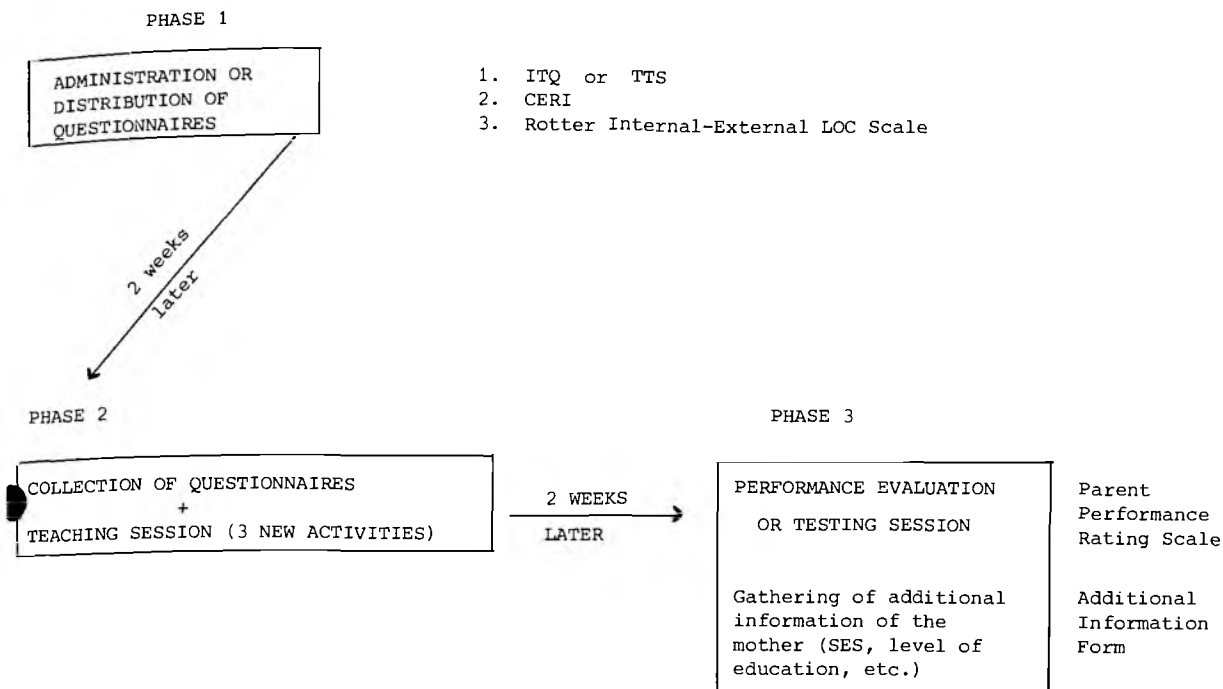 PHASE 1
ADMINISTRATION OR
DISTRIBUTION OF
QUESTIONNAIRES
1. ITQ or TTS
2. CERI
3. Rotter Internal-External LOC Scale
2 weeks
later
PHASE 2
COLLECTION OF QUESTIONNAIRES
+
TEACHING SESSION (3 NEW ACTIVITIES)
2 WEEKS
LATER
PHASE 3
PERFORMANCE EVALUATION
OR TESTING SESSION
Parent
Performance
Rating Scale
Gathering of additional
information of the
mother (SES, level of
education, etc.)
Additional
Information
Form